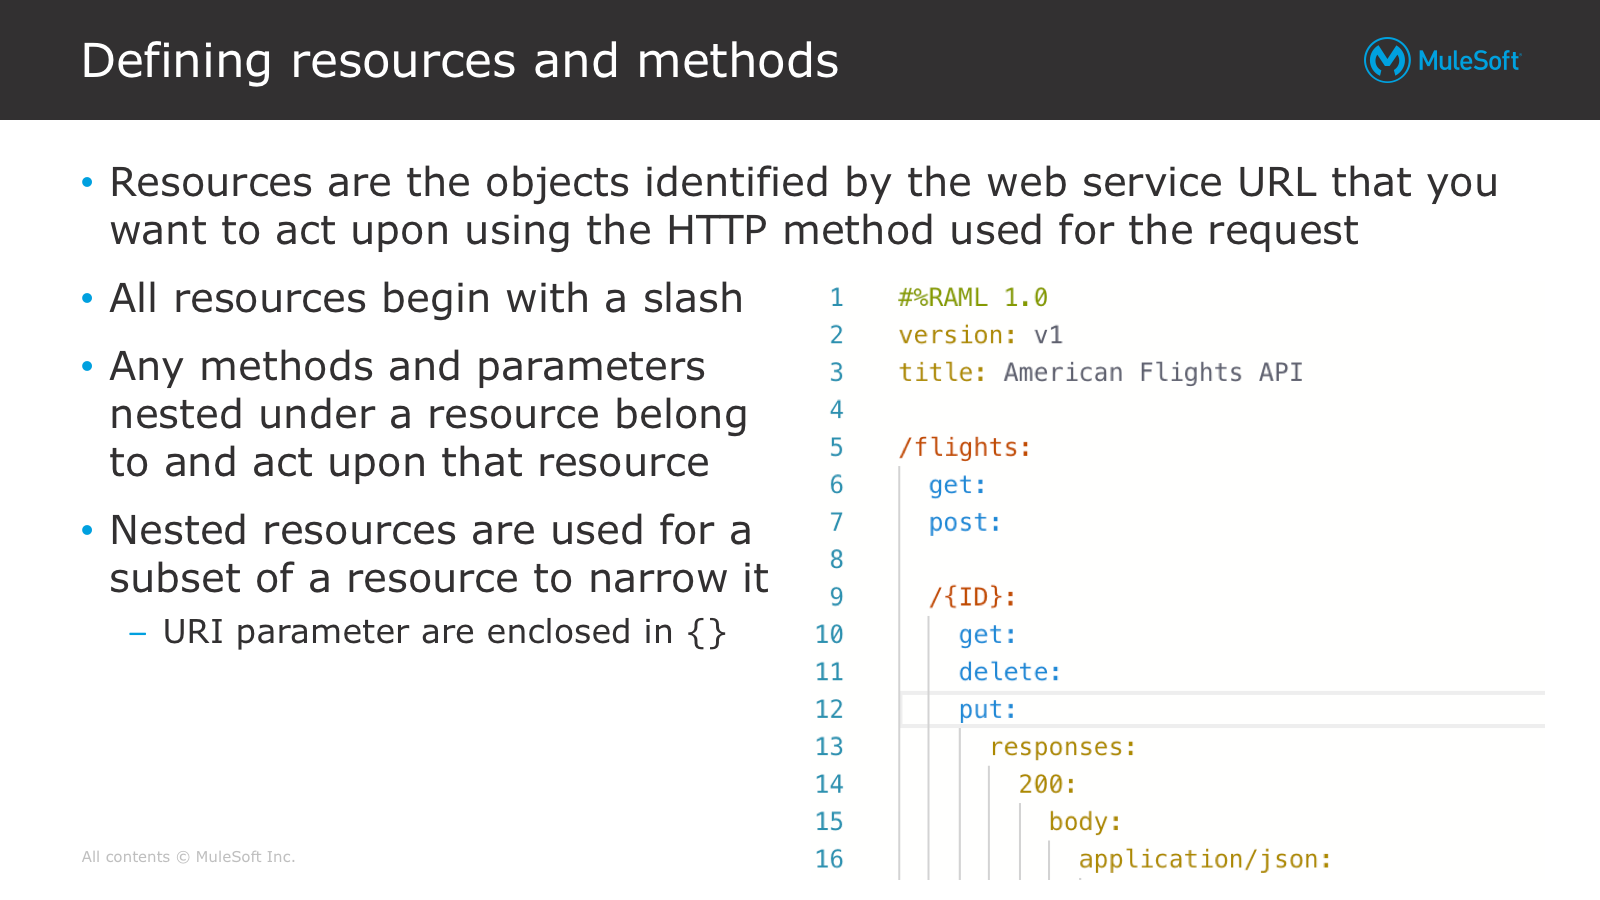 Defining resources and methods
MuleSoft
• Resources are the objects identified by the web service URL that you
want to act upon using the HTTP method used for the request
• All resources begin with a slash
• Any methods and parameters
nested under a resource belong
to and act upon that resource
• Nested resources are used for a
subset of a resource to narrow it
– URI parameter are enclosed in {}
1 #%RAML 1.0
2 version: v1
3 title: American Flights API
4
5 /flights:
6 get:
7 post:
8
9 /{ID}:
10 get:
11 delete:
12 put:
13 responses:
14 200:
15 body:
16 application/json:
All contents © MuleSoft Inc.